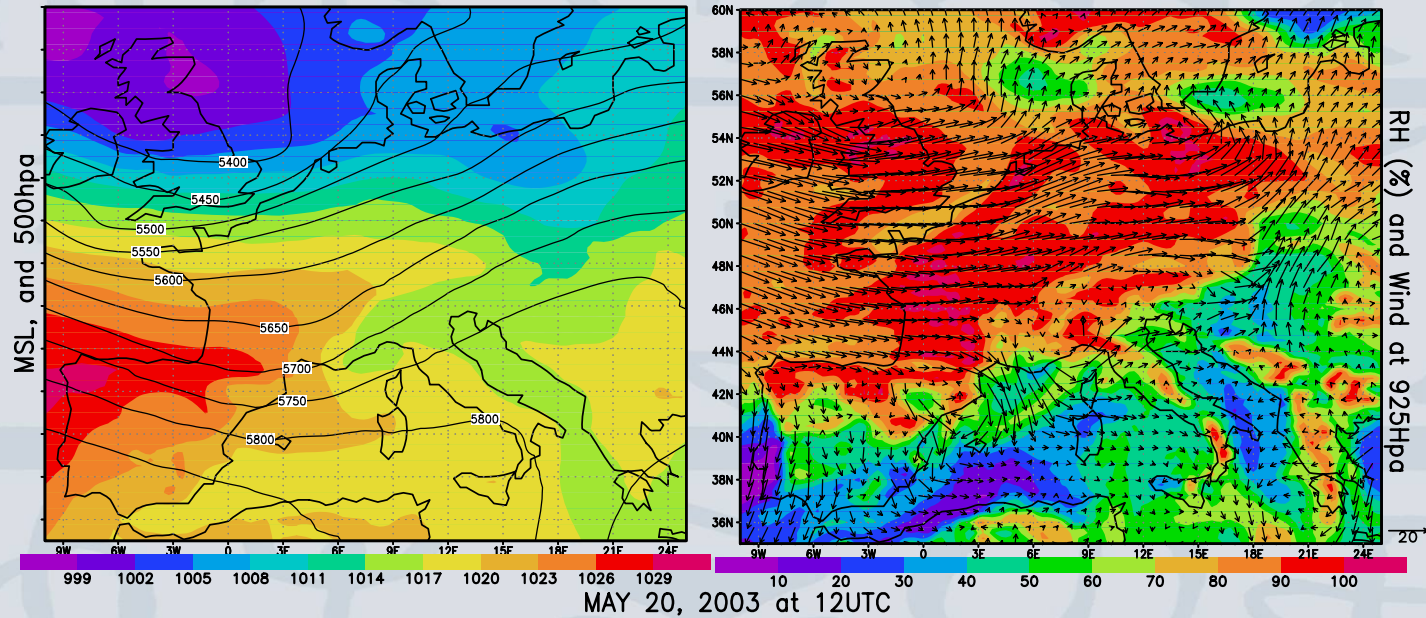 MSL, and 500hpa
5400
5450
5500
5550
5600
5650
5700
5750
5800
5800
9W 6W 3W 0 3E 6E 9E 12E 15E 18E 21E 24E
999 1002 1005 1008 1011 1014 1017 1020 1023 1026 1029
60N
58N
56N
54N
52N
50N
48N
46N
44N
42N
40N
38N
36N
9W 6W 3W 0 3E 6E 9E 12E 15E 18E 21E 24E
10 20 30 40 50 60 70 80 90 100
RH (%) and Wind at 925Hpa
20
MAY 20, 2003 at 12UTC